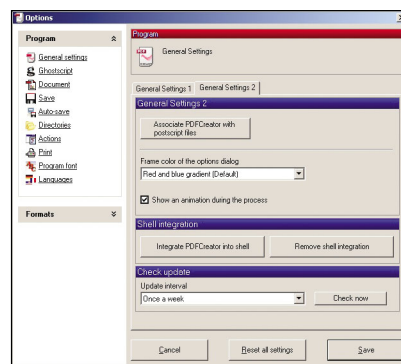 Options
Program
General settings
Ghostscript
Document
Save
Auto-save
Directories
Actions
Print
Program font
Languages
Formats
Program
General Settings
General Settings 1
General Settings 2
General Settings 2
Associate PDFCreator with
postscript files
Frame color of the options dialog
Red and blue gradient (Default)
Show an animation during the process
Shell integration
Integrate PDFCreator into shell
Remove shell integration
Check update
Update interval
Once a week
Check now
Cancel
Reset all settings
Save